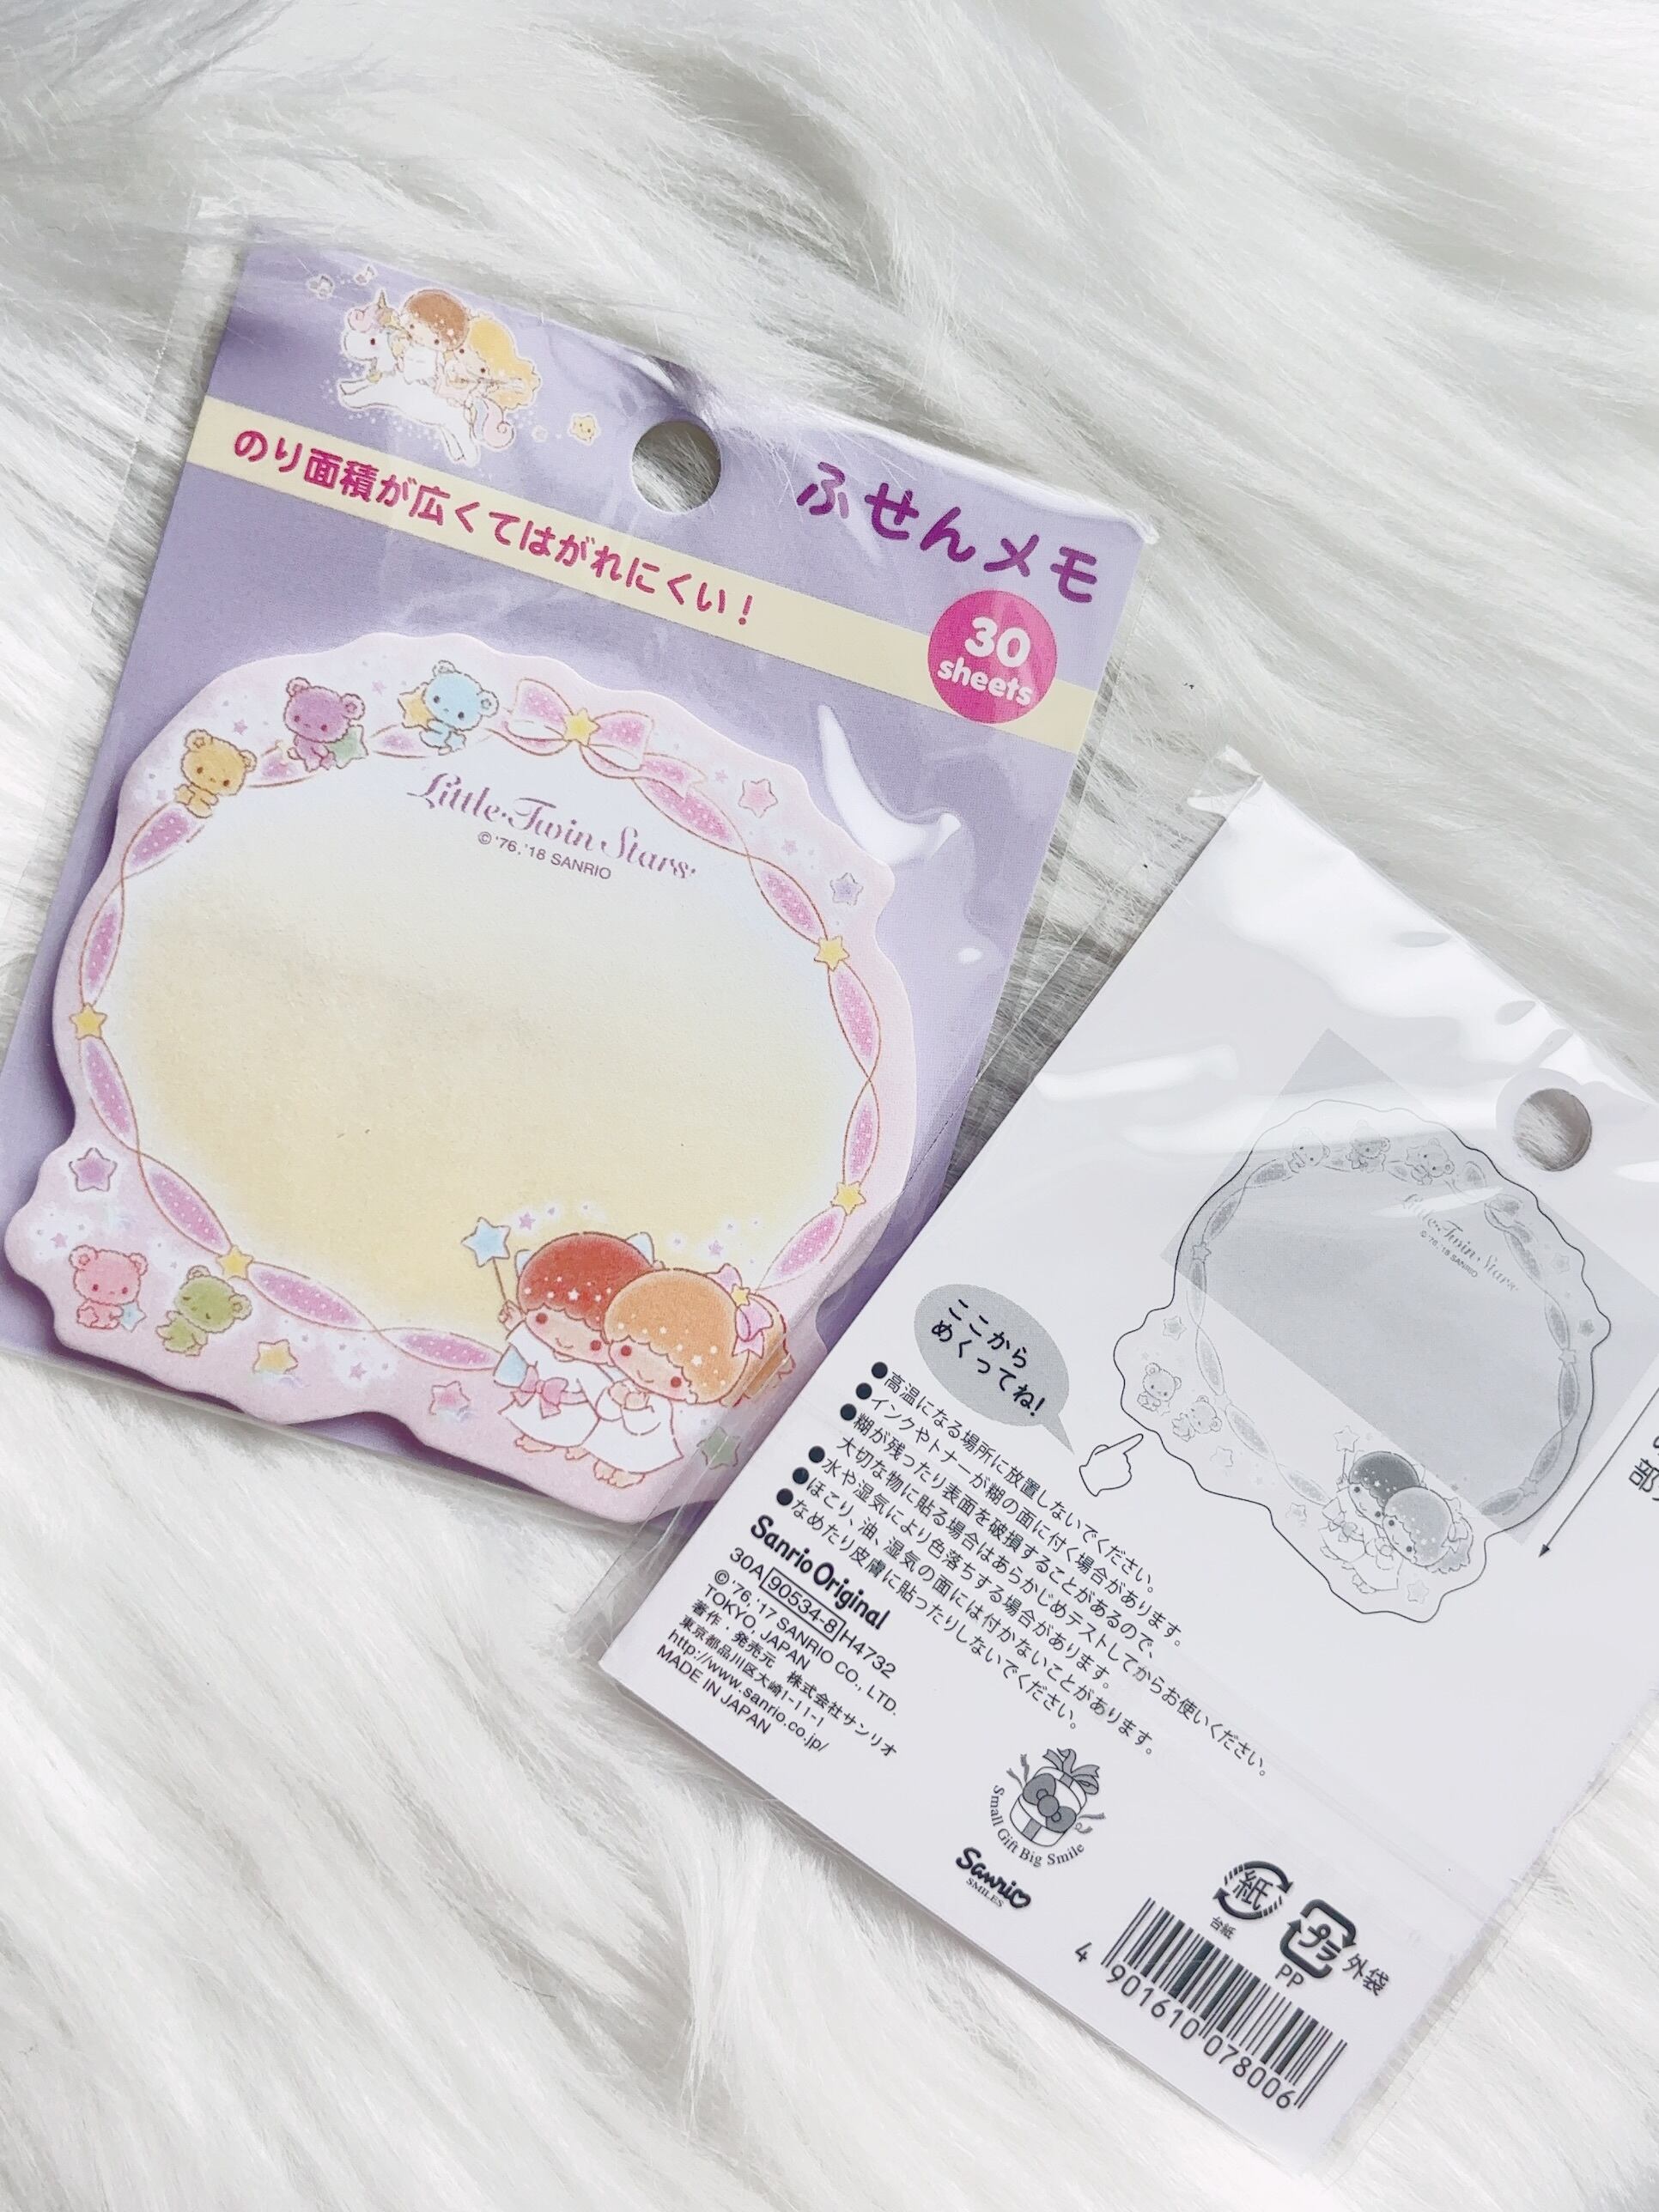 ふせんメモ
のり面積が広くてはがれにくい！
30
sheets
Little Twin Stars
© '76, '18 SANRIO
Little Twin Stars
© '76, '18 SANRIO
ここから
めくってね!
部
●高温になる場所に放置しないでください。
●インクやトナーが糊の面に付く場合があります。
●糊が残ったり表面を破損することがあるので、
大切な物に貼る場合はあらかじめテストしてからお使いください。
●水や湿気により色落ちする場合があります。
●ほこり、油、湿気の面には付かないことがあります。
●なめたり皮膚に貼ったりしないでください。
Sanrio Original
30A 90534-8 H4732
© '76, '17 SANRIO CO., LTD.
TOKYO, JAPAN
著作・発売元 株式会社サンリオ
東京都品川区大崎1-11-1
http://www.sanrio.co.jp/
MADE IN JAPAN
Small Gift Big Smile
Sanrio
SMILES
紙
台紙
プラ
外袋
PP
4 901610 078006